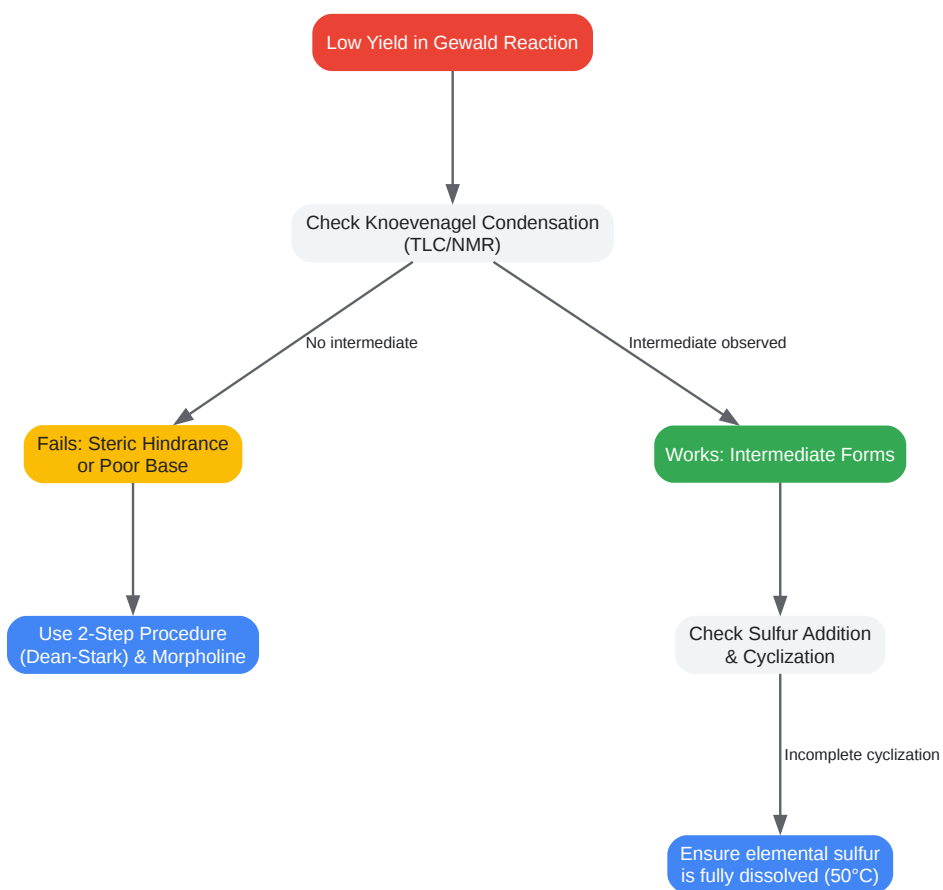 Low Yield in Gewald Reaction
Check Knoevenagel Condensation
(TLC/NMR)
No intermediate
Intermediate observed
Fails: Steric Hindrance
or Poor Base
Works: Intermediate Forms
Use 2-Step Procedure
(Dean-Stark) & Morpholine
Check Sulfur Addition
& Cyclization
Incomplete cyclization
Ensure elemental sulfur
is fully dissolved (50°C)